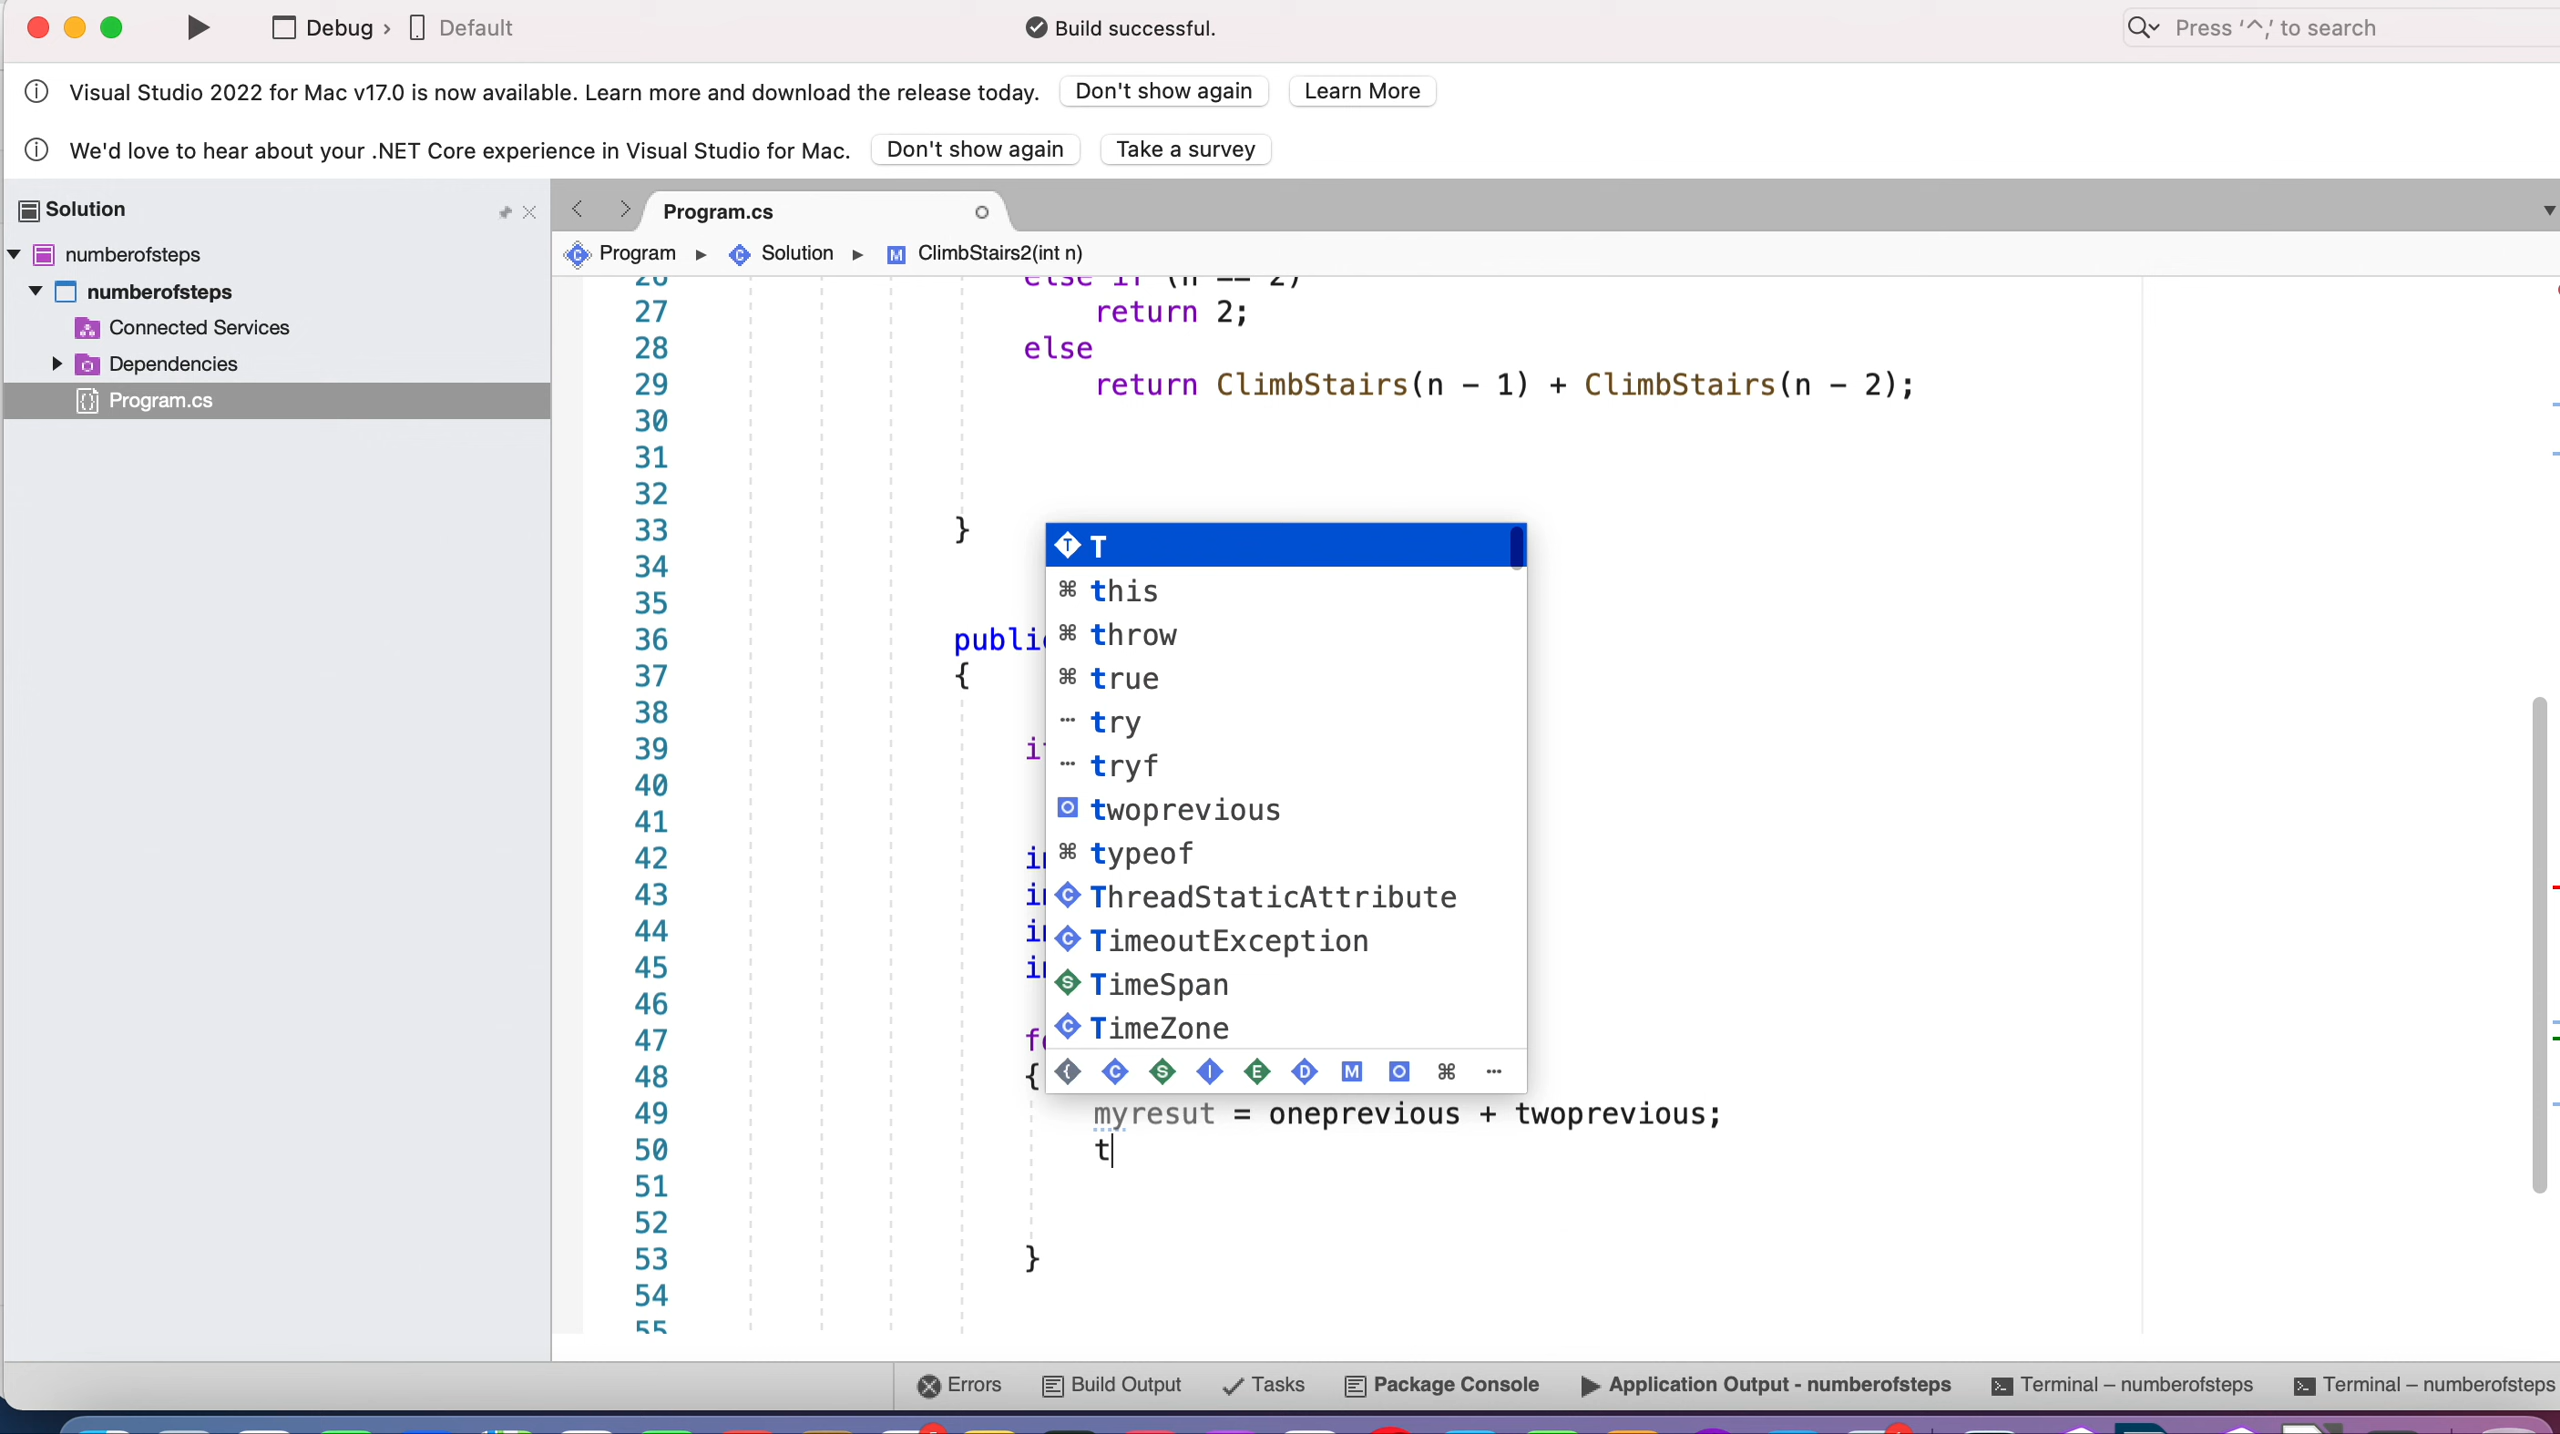 Debug › Default
Build successful.
Press '^,' to search
Visual Studio 2022 for Mac v17.0 is now available. Learn more and download the release today.
Don't show again
Learn More
We'd love to hear about your .NET Core experience in Visual Studio for Mac.
Don't show again
Take a survey
Solution
numberofsteps
numberofsteps
Connected Services
Dependencies
Program.cs
Program.cs
Program ▸ Solution ▸ ClimbStairs2(int n)
26 else if (n == 2)
27 return 2;
28 else
29 return ClimbStairs(n - 1) + ClimbStairs(n - 2);
30
31
32
33 }
34
35
36
37 {
38
39
40
41
42
43
44
45
46
47
48 {
49 myresut = oneprevious + twoprevious;
50 t
51
52
53 }
54
55
T
this
throw
true
try
tryf
twoprevious
typeof
ThreadStaticAttribute
TimeoutException
TimeSpan
TimeZone
Errors
Build Output
Tasks
Package Console
Application Output - numberofsteps
Terminal – numberofsteps
Terminal – numberofsteps